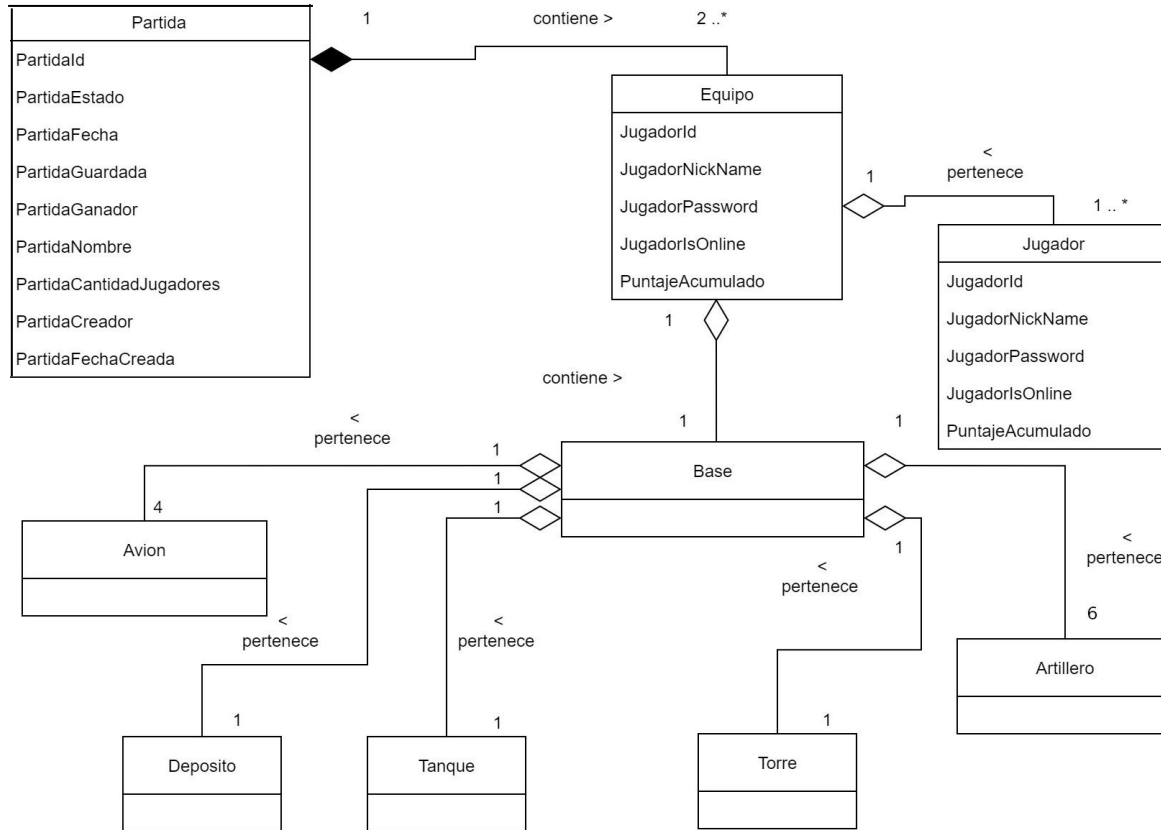 Partida
PartidaId
PartidaEstado
PartidaFecha
PartidaGuardada
PartidaGanador
PartidaNombre
PartidaCantidadJugadores
PartidaCreador
PartidaFechaCreada
1
contiene >
2 ..*
Equipo
JugadorId
JugadorNickName
JugadorPassword
JugadorIsOnline
PuntajeAcumulado
1
<
pertenece
1 .. *
Jugador
JugadorId
JugadorNickName
JugadorPassword
JugadorIsOnline
PuntajeAcumulado
1
contiene >
1
Base
<
pertenece
1
4
Avion
1
<
pertenece
1
Deposito
1
<
pertenece
1
Tanque
1
<
pertenece
1
Torre
1
<
pertenece
6
Artillero